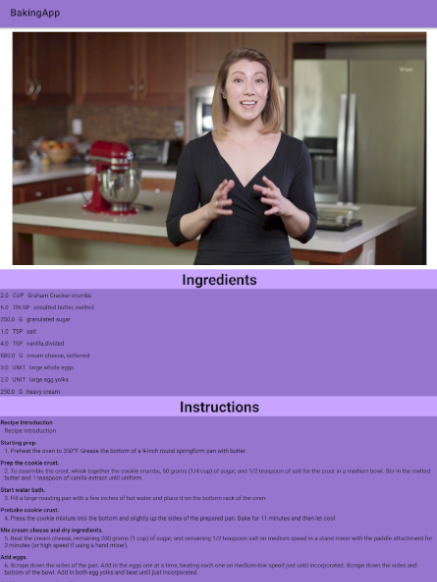 BakingApp
Ingredients
2.0 CUP Graham Cracker crumbs
6.0 TBLSP unsalted butter, melted
250.0 G granulated sugar
1.0 TSP salt
4.0 TSP vanilla,divided
680.0 G cream cheese, softened
3.0 UNIT large whole eggs
2.0 UNIT large egg yolks
250.0 G heavy cream
Instructions
Recipe Introduction
Recipe Introduction
Starting prep.
1. Preheat the oven to 350°F. Grease the bottom of a 9-inch round springform pan with butter.
Prep the cookie crust.
2. To assemble the crust, whisk together the cookie crumbs, 50 grams (1/4 cup) of sugar, and 1/2 teaspoon of salt for the crust in a medium bowl. Stir in the melted
butter and 1 teaspoon of vanilla extract until uniform.
Start water bath.
3. Fill a large roasting pan with a few inches of hot water and place it on the bottom rack of the oven.
Prebake cookie crust.
4. Press the cookie mixture into the bottom and slightly up the sides of the prepared pan. Bake for 11 minutes and then let cool.
Mix cream cheese and dry ingredients.
5. Beat the cream cheese, remaining 200 grams (1 cup) of sugar, and remaining 1/2 teaspoon salt on medium speed in a stand mixer with the paddle attachment for
3 minutes (or high speed if using a hand mixer).
Add eggs.
6. Scrape down the sides of the pan. Add in the eggs one at a time, beating each one on medium-low speed just until incorporated. Scrape down the sides and
bottom of the bowl. Add in both egg yolks and beat until just incorporated.